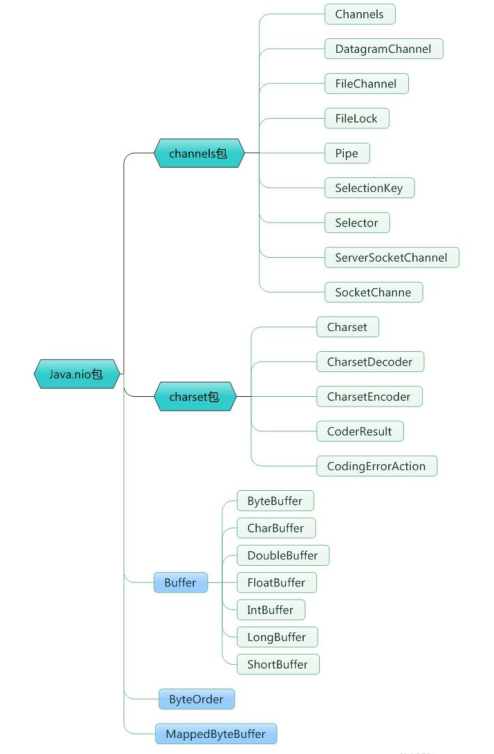 Java.nio包
channels包
Channels
DatagramChannel
FileChannel
FileLock
Pipe
SelectionKey
Selector
ServerSocketChannel
SocketChanne
charset包
Charset
CharsetDecoder
CharsetEncoder
CoderResult
CodingErrorAction
Buffer
ByteBuffer
CharBuffer
DoubleBuffer
FloatBuffer
IntBuffer
LongBuffer
ShortBuffer
ByteOrder
MappedByteBuffer